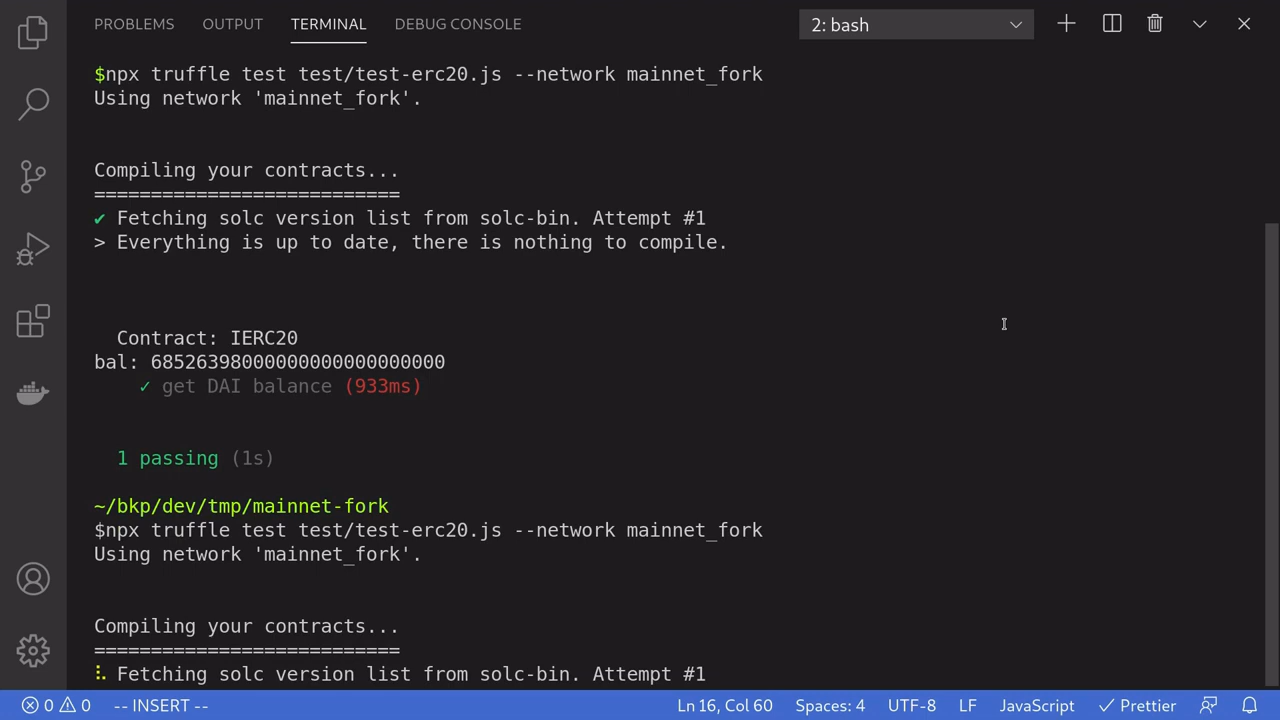 PROBLEMS OUTPUT TERMINAL DEBUG CONSOLE 2: bash
$npx truffle test test/test-erc20.js --network mainnet_fork
Using network 'mainnet_fork'.
Compiling your contracts...
===========================
✔ Fetching solc version list from solc-bin. Attempt #1
> Everything is up to date, there is nothing to compile.
Contract: IERC20
bal: 68526398000000000000000000
✓ get DAI balance (933ms)
1 passing (1s)
~/bkp/dev/tmp/mainnet-fork
$npx truffle test test/test-erc20.js --network mainnet_fork
Using network 'mainnet_fork'.
Compiling your contracts...
===========================
⠧ Fetching solc version list from solc-bin. Attempt #1
0 0 -- INSERT -- Ln 16, Col 60 Spaces: 4 UTF-8 LF JavaScript ✓ Prettier